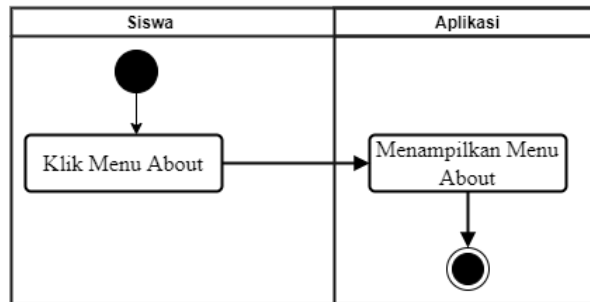 Siswa
Aplikasi
Klik Menu About
Menampilkan Menu
About